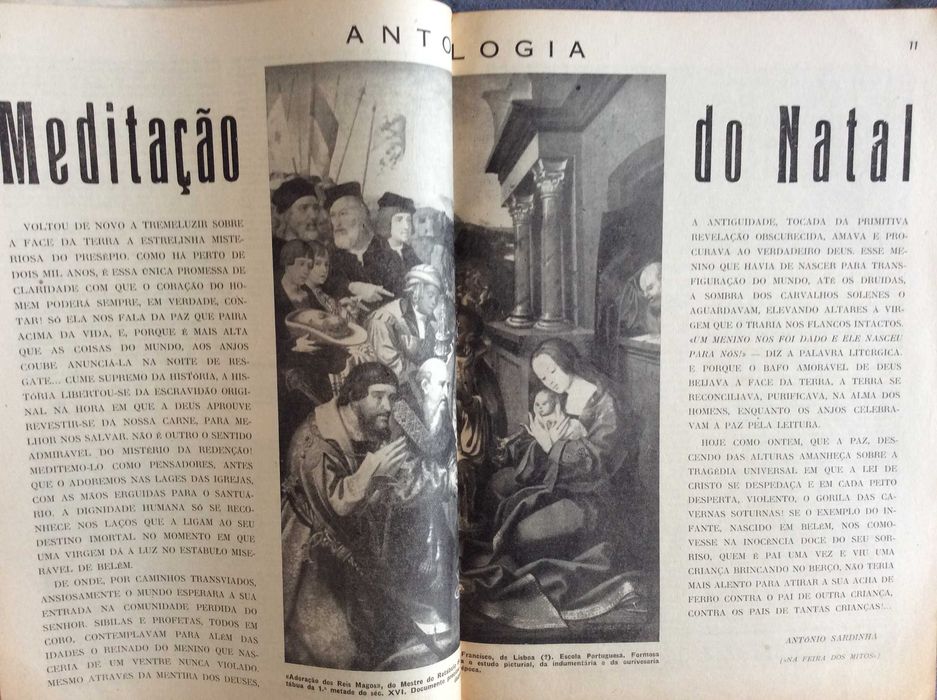 ANTOLOGIA
11
Meditação do Natal
VOLTOU DE NOVO A TREMELUZIR SOBRE
A FACE DA TERRA A ESTRELINHA MISTE-
RIOSA DO PRESÉPIO. COMO HA PERTO DE
DOIS MIL ANOS, É ESSA ÚNICA PROMESSA DE
CLARIDADE COM QUE O CORAÇÃO DO HO-
MEM PODERÁ SEMPRE, EM VERDADE, CON-
TAR! SÓ ELA NOS FALA DA PAZ QUE PAIRA
ACIMA DA VIDA, E, PORQUE É MAIS ALTA
QUE AS COISAS DO MUNDO, AOS ANJOS
COUBE ANUNCIÁ-LA NA NOITE DE RES-
GATE... CUME SUPREMO DA HISTÓRIA, A HIS-
TÓRIA LIBERTOU-SE DA ESCRAVIDÃO ORIGI-
NAL NA HORA EM QUE A DEUS APROUVE
REVESTIR-SE DA NOSSA CARNE, PARA ME-
LHOR NOS SALVAR. NÃO É OUTRO O SENTIDO
ADMIRAVEL DO MISTÉRIO DA REDENÇÃO!
MEDITEMO-LO COMO PENSADORES, ANTES
QUE O ADOREMOS NAS LAGES DAS IGREJAS,
COM AS MÃOS ERGUIDAS PARA O SANTUÁ-
RIO. A DIGNIDADE HUMANA SÓ SE RECO-
NHECE NOS LAÇOS QUE A LIGAM AO SEU
DESTINO IMORTAL NO MOMENTO EM QUE
UMA VIRGEM DÁ A LUZ NO ESTÁBULO MISE-
RÁVEL DE BELÉM.
DE ONDE, POR CAMINHOS TRANSVIADOS,
ANSIOSAMENTE O MUNDO ESPERARA A SUA
ENTRADA NA COMUNIDADE PERDIDA DO
SENHOR. SIBILAS E PROFETAS, TODOS EM
CORO, CONTEMPLAVAM PARA ALÉM DAS
IDADES O REINADO DO MENINO QUE NAS-
CERIA DE UM VENTRE NUNCA VIOLADO.
MESMO ATRAVÉS DA MENTIRA DOS DEUSES,
«Adoração dos Reis Magos», do Mestre do
tábua da 1.ª metade do séc. XVI. Documento
Francisco, de Lisboa (?). Escola Portuguesa. Formosa
o estudo picturial, da indumentária e da ourivesaria
época.
A ANTIGUIDADE, TOCADA DA PRIMITIVA
REVELAÇÃO OBSCURECIDA, AMAVA E PRO-
CURAVA AO VERDADEIRO DEUS. ESSE ME-
NINO QUE HAVIA DE NASCER PARA TRANS-
FIGURAÇÃO DO MUNDO, ATÉ OS DRUIDAS,
A SOMBRA DOS CARVALHOS SOLENES O
AGUARDAVAM, ELEVANDO ALTARES A VIR-
GEM QUE O TRARIA NOS FLANCOS INTACTOS.
«UM MENINO NOS FOI DADO E ELE NASCEU
PARA NÓS!» — DIZ A PALAVRA LITÚRGICA.
E PORQUE O BAFO AMORÁVEL DE DEUS
BEIJAVA A FACE DA TERRA, A TERRA SE
RECONCILIAVA, PURIFICAVA, NA ALMA DOS
HOMENS, ENQUANTO OS ANJOS CELEBRA-
VAM A PAZ PELA LEITURA.
HOJE COMO ONTEM, QUE A PAZ, DES-
CENDO DAS ALTURAS AMANHEÇA SOBRE A
TRAGÉDIA UNIVERSAL EM QUE A LEI DE
CRISTO SE DESPEDAÇA E EM CADA PEITO
DESPERTA, VIOLENTO, O GORILA DAS CA-
VERNAS SOTURNAS! SE O EXEMPLO DO IN-
FANTE, NASCIDO EM BELÉM, NOS COMO-
VESSE NA INOCÊNCIA DOCE DO SEU SOR-
RISO, QUEM É PAI UMA VEZ E VIU UMA
CRIANÇA BRINCANDO NO BERÇO, NÃO TERIA
MAIS ALENTO PARA ATIRAR A SUA ACHA DE
FERRO CONTRA O PAI DE OUTRA CRIANÇA,
CONTRA OS PAIS DE TANTAS CRIANÇAS!...
ANTÓNIO SARDINHA
(«NA FEIRA DOS MITOS»)